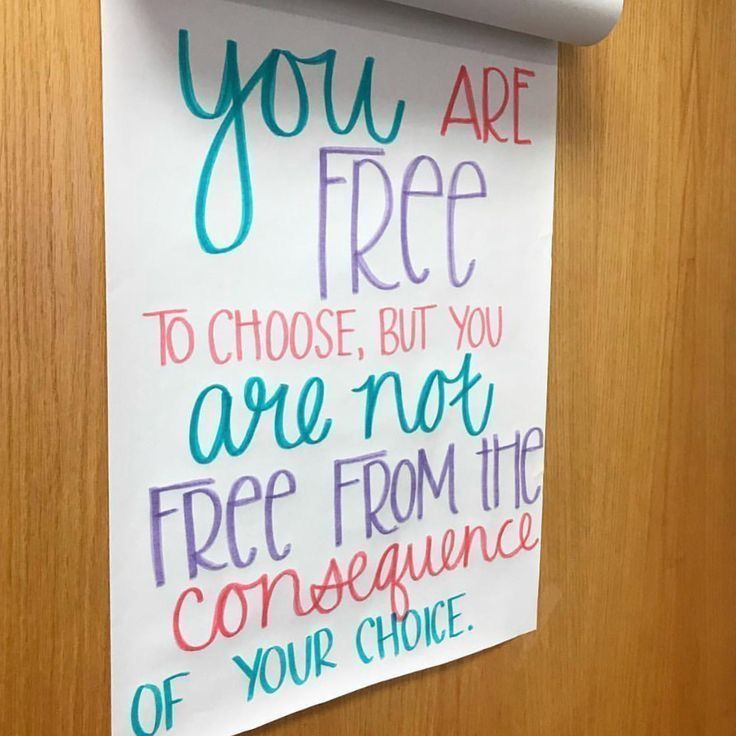 you ARE
FRee
TO CHOOSE, BUT YOU
are not
FRee FROM tHe
consequence
OF YOUR CHOICE.